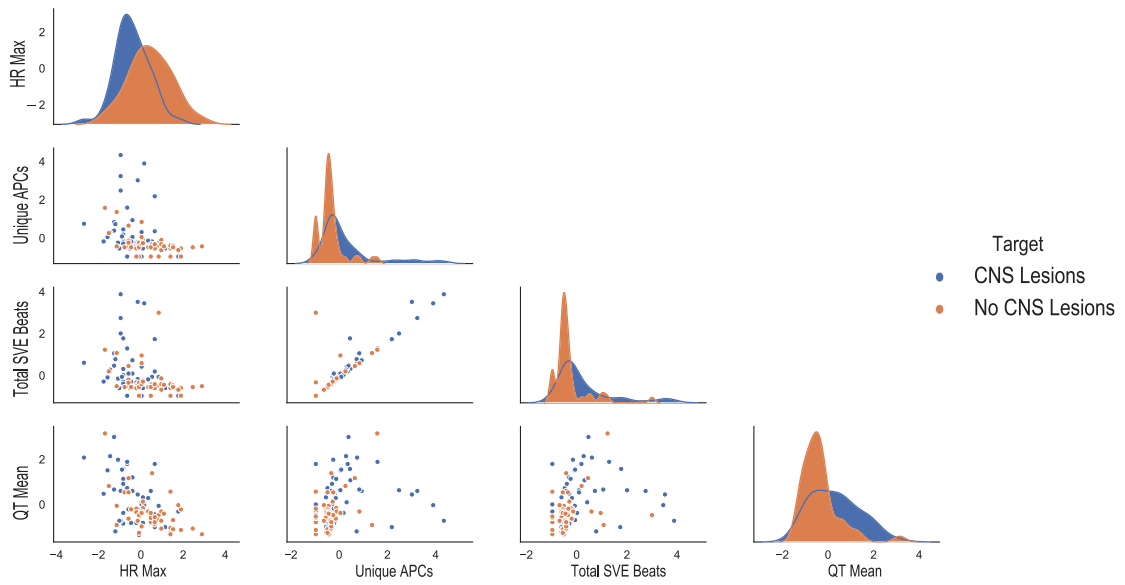 HR Max
2
0
−2
Unique APCs
4
2
0
Target
CNS Lesions
No CNS Lesions
Total SVE Beats
4
2
0
QT Mean
2
0
−4 −2 0 2 4
HR Max
−2 0 2 4
Unique APCs
−2 0 2 4
Total SVE Beats
−2 0 2 4
QT Mean